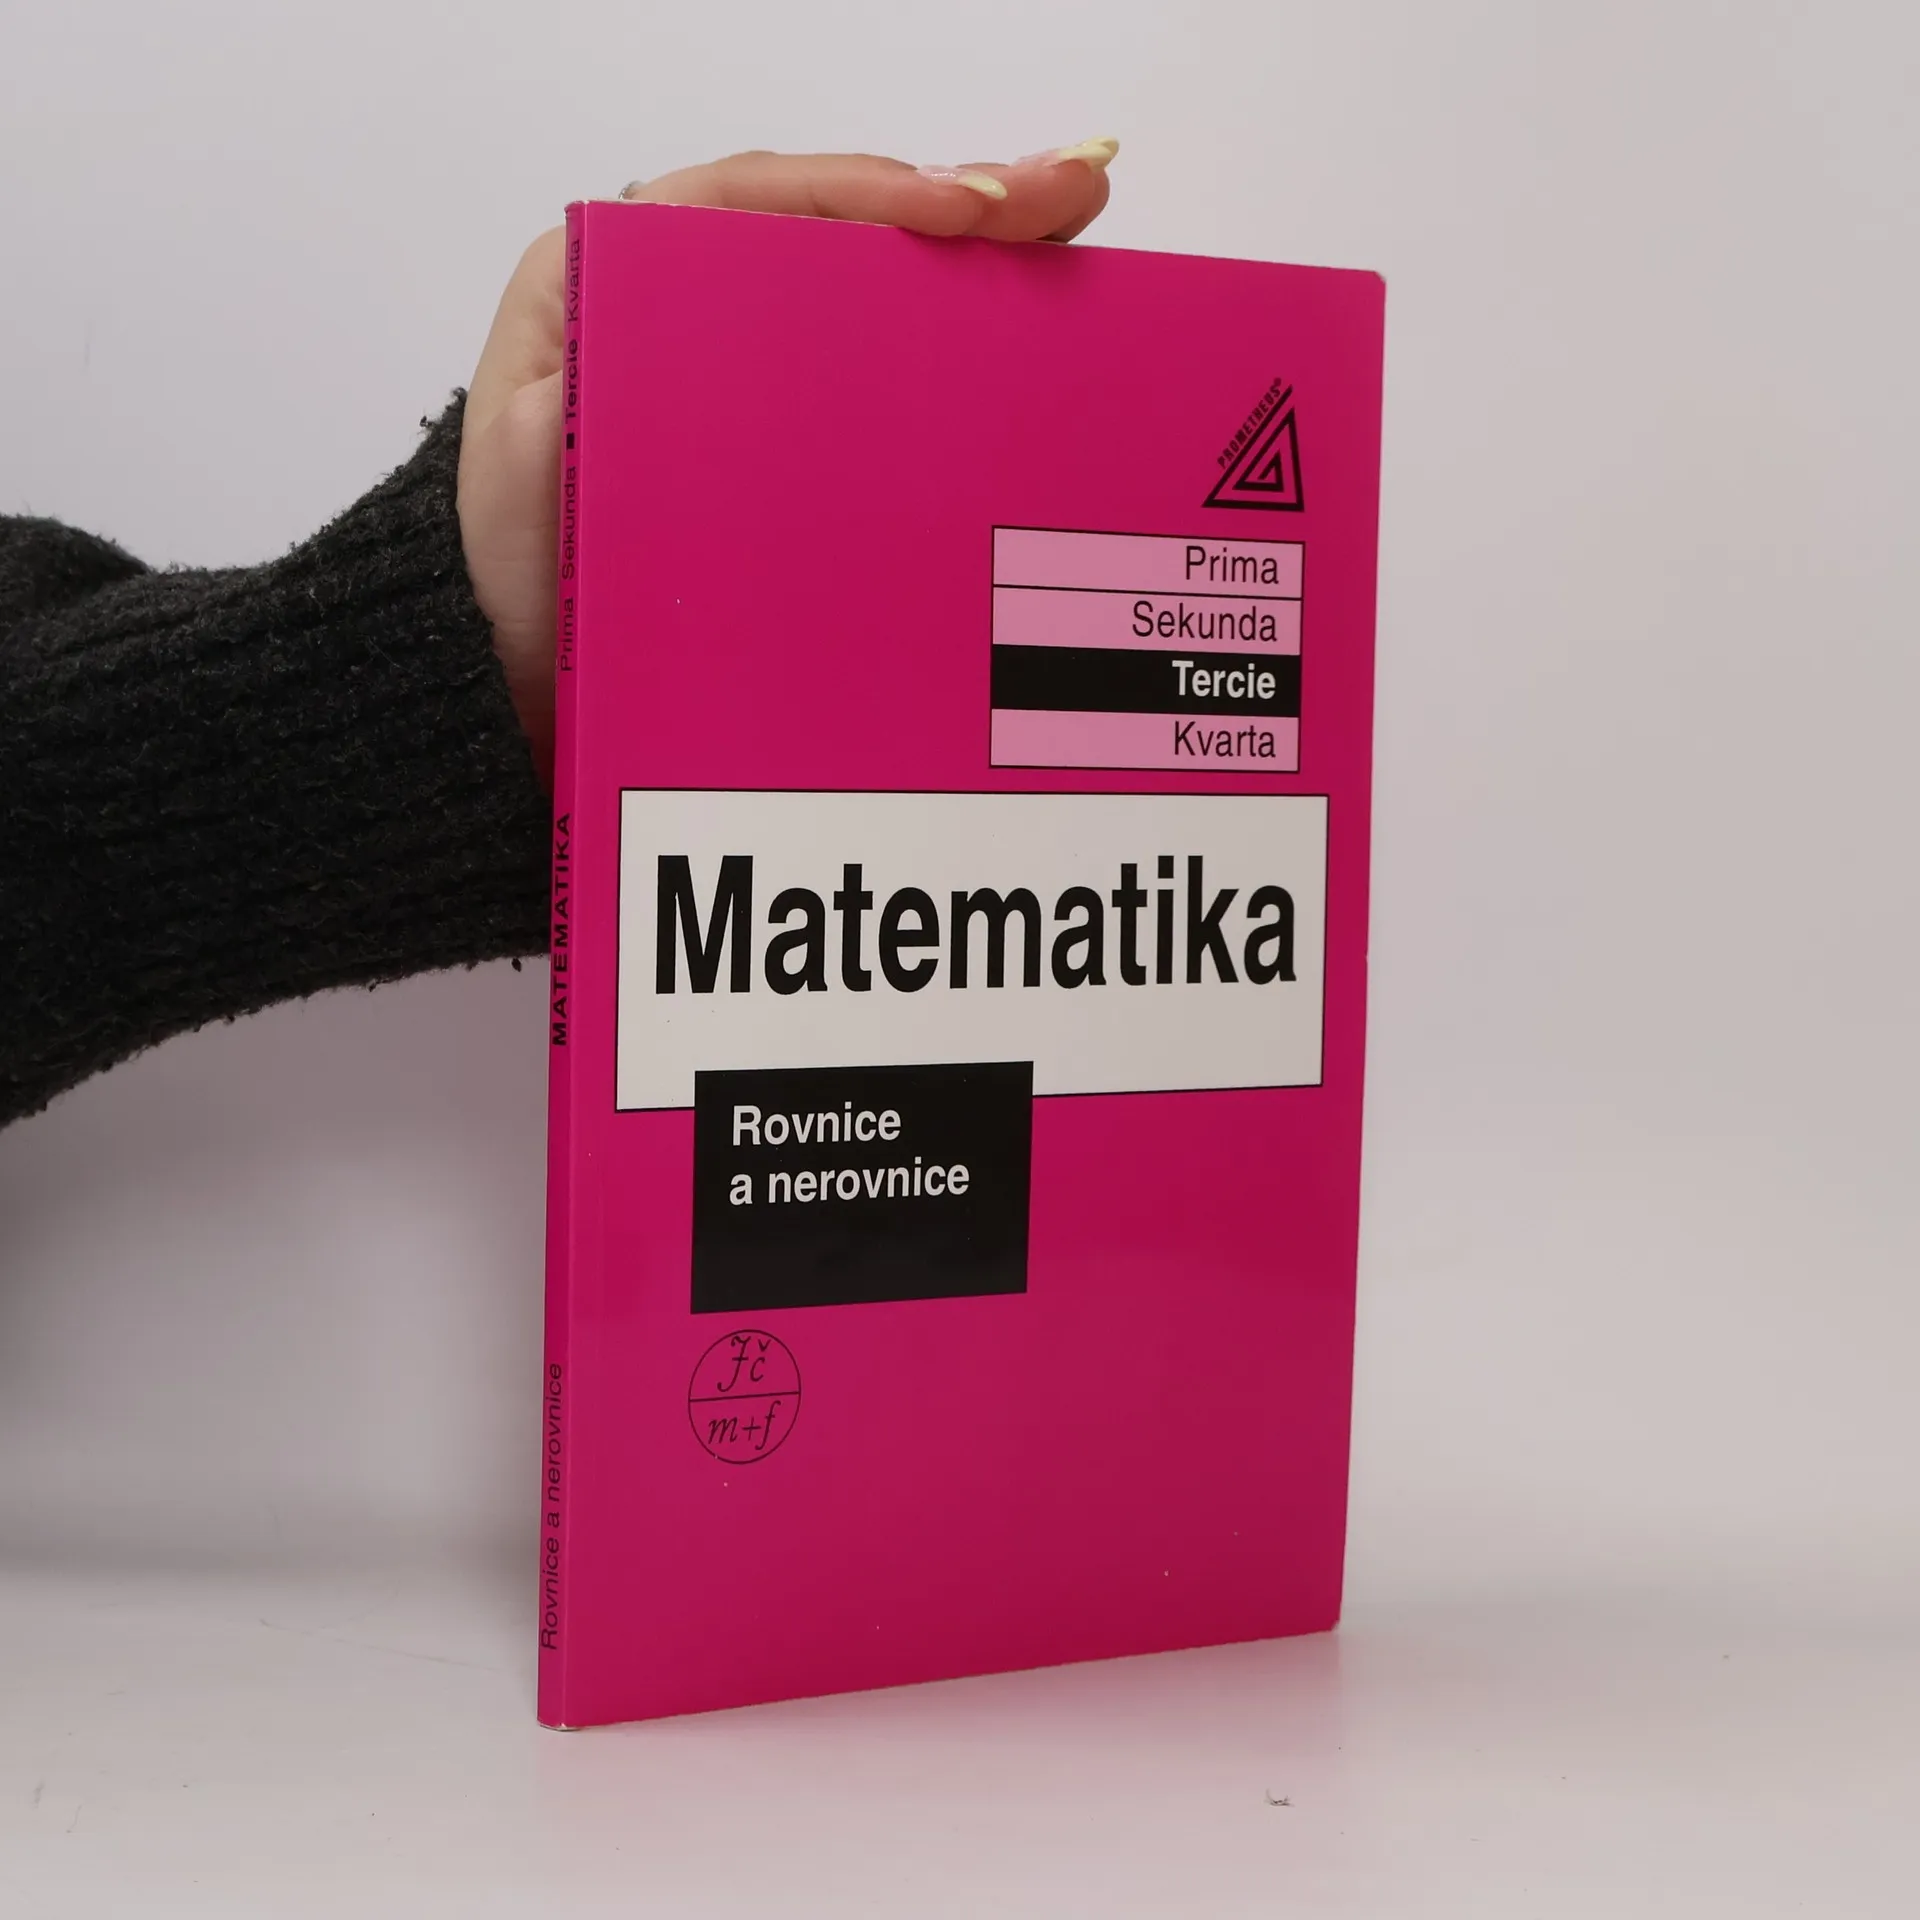 PROMETHEUS®
Prima
Sekunda
Tercie
Kvarta
Matematika
Rovnice
a nerovnice
Jč
m+f
Rovnice a nerovnice MATEMATIKA Prima Sekunda ■ Tercie Kvarta